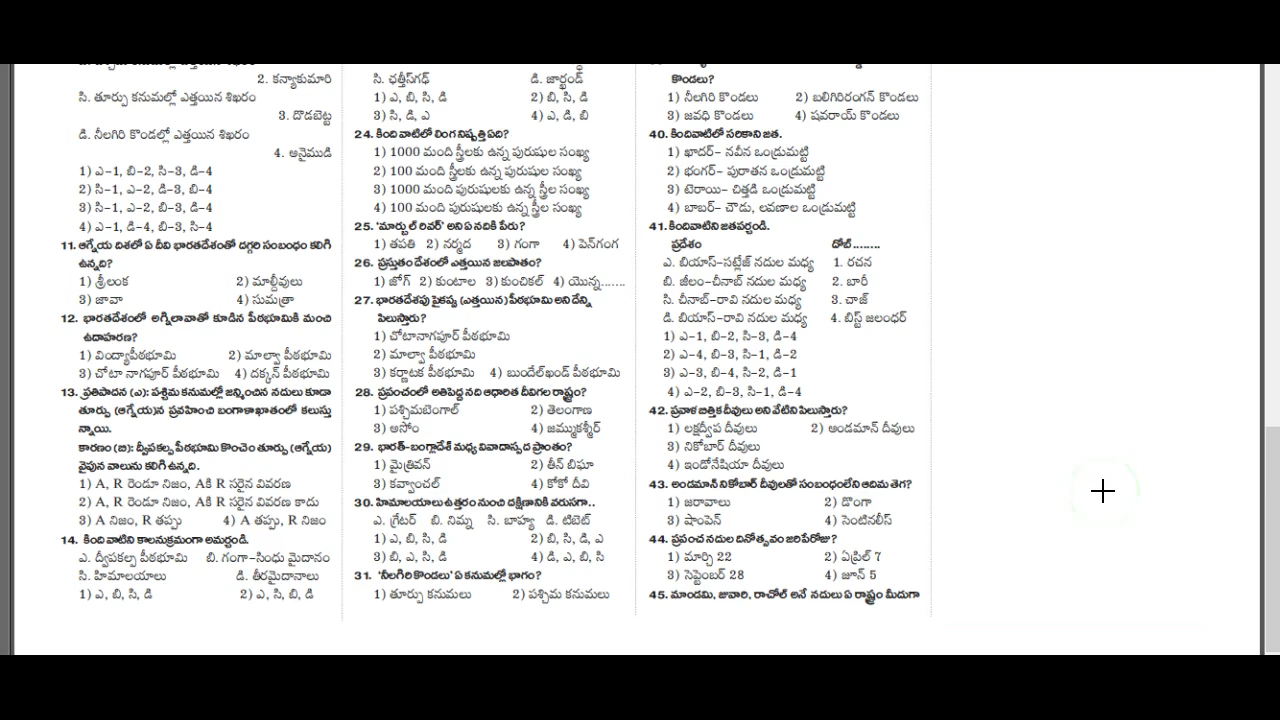 2. కన్యాకుమారి
సి. తూర్పు కనుమల్లో ఎత్తయిన శిఖరం
3. దొడబెట్ట
డి. నీలగిరి కొండల్లో ఎత్తయిన శిఖరం
4. అనైముడి
1) ఎ-1, బి-2, సి-3, డి-4
2) సి-1, ఎ-2, డి-3, బి-4
3) సి-1, ఎ-2, బి-3, డి-4
4) ఎ-1, డి-4, బి-3, సి-4
11. ఆగ్నేయ దిశలో ఏ దీవి భారతదేశంతో దగ్గరి సంబంధం కలిగి
ఉన్నది?
1) శ్రీలంక 2) మాల్దీవులు
3) జావా 4) సుమత్రా
12. భారతదేశంలో అగ్నిలావాతో కూడిన పీఠభూమికి మంచి
ఉదాహరణ?
1) వింద్యాపీఠభూమి 2) మాల్వా పీఠభూమి
3) చోటా నాగపూర్ పీఠభూమి 4) దక్కన్ పీఠభూమి
13. ప్రతిపాదన (ఎ): పశ్చిమ కనుమల్లో జన్మించిన నదులు కూడా
తూర్పు (ఆగ్నేయ)న ప్రవహించి బంగాఖాతంలో కలుస్తు
న్నాయి.
కారణం (బి): ద్వీపకల్ప పీఠభూమి కొంచెం తూర్పు (ఆగ్నేయ)
వైపున వాలును కలిగి ఉన్నది.
1) A, R రెండూ నిజం, Aకి R సరైన వివరణ
2) A, R రెండూ నిజం, Aకి R సరైన వివరణ కాదు
3) A నిజం, R తప్పు 4) A తప్పు, R నిజం
14. కింది వాటిని కాలానుక్రమంగా అమర్చండి.
ఎ. ద్వీపకల్ప పీఠభూమి బి. గంగా-సింధు మైదానం
సి. హిమాలయాలు డి. తీరమైదానాలు
1) ఎ, బి, సి, డి 2) ఎ, సి, బి, డి
సి. ఛత్తీస్‌గఢ్ డి. జార్ఖండ్
1) ఎ, బి, సి, డి 2) బి, సి, డి
3) సి, డి, ఎ 4) ఎ, డి, బి
24. కింది వాటిలో లింగ నిష్పత్తి ఏది?
1) 1000 మంది స్త్రీలకు ఉన్న పురుషుల సంఖ్య
2) 100 మంది స్త్రీలకు ఉన్న పురుషుల సంఖ్య
3) 1000 మంది పురుషులకు ఉన్న స్త్రీల సంఖ్య
4) 100 మంది పురుషులకు ఉన్న స్త్రీల సంఖ్య
25. 'మార్బుల్ రివర్' అని ఏ నదికి పేరు?
1) తపతి 2) నర్మద 3) గంగా 4) పెన్‌గంగ
26. ప్రస్తుతం దేశంలో ఎత్తయిన జలపాతం?
1) జోగ్ 2) కుంటాల 3) కుంచికల్ 4) యొన్న.......
27. భారతదేశపు పైకప్పు (ఎత్తయిన) పీఠభూమి అని దేన్ని
పిలుస్తారు?
1) చోటానాగపూర్ పీఠభూమి
2) మాల్వా పీఠభూమి
3) కర్ణాటక పీఠభూమి 4) బుందేల్‌ఖండ్ పీఠభూమి
28. ప్రపంచంలో అతిపెద్ద నది ఆధారిత దీవిగల రాష్ట్రం?
1) పశ్చిమబెంగాల్ 2) తెలంగాణ
3) అసోం 4) జమ్ముకశ్మీర్
29. భారత్-బంగ్లాదేశ్ మధ్య వివాదాస్పద ప్రాంతం?
1) మైత్రివన్ 2) తీన్ బిఘా
3) కవ్వాంచల్ 4) కోకో దీవి
30. హిమాలయాలు ఉత్తరం నుంచి దక్షిణానికి వరుసగా..
ఎ. గ్రేటర్ బి. నిమ్న సి. బాహ్య డి. టిబెట్
1) ఎ, బి, సి, డి 2) బి, సి, డి, ఎ
3) బి, ఎ, సి, డి 4) డి, ఎ, బి, సి
31. 'నీలగిరి కొండలు' ఏ కనుమల్లో భాగం?
1) తూర్పు కనుమలు 2) పశ్చిమ కనుమలు
కొండలు?
1) నీలగిరి కొండలు 2) బలిగిరిరంగన్ కొండలు
3) జవధి కొండలు 4) షవరాయ్ కొండలు
40. కిందివాటిలో సరికాని జత.
1) ఖాదర్- నవీన ఒండ్రుమట్టి
2) భంగర్- పురాతన ఒండ్రుమట్టి
3) టెరాయి- చిత్తడి ఒండ్రుమట్టి
4) బాబర్- చౌడు, లవణాల ఒండ్రుమట్టి
41. కిందివాటిని జతపర్చండి.
ప్రదేశం దోబ్........
ఎ. బియాస్-సట్లేజ్ నదుల మధ్య 1. రచన
బి. జీలం-చీనాబ్ నదుల మధ్య 2. బారీ
సి. చీనాబ్-రావి నదుల మధ్య 3. చాజ్
డి. బియాస్-రావి నదుల మధ్య 4. బిస్ట్ జలంధర్
1) ఎ-1, బి-2, సి-3, డి-4
2) ఎ-4, బి-3, సి-1, డి-2
3) ఎ-3, బి-4, సి-2, డి-1
4) ఎ-2, బి-3, సి-1, డి-4
42. ప్రవాళ బిత్తిక దీవులు అని వేటిని పిలుస్తారు?
1) లక్షద్వీప దీవులు 2) అండమాన్ దీవులు
3) నికోబార్ దీవులు
4) ఇండోనేషియా దీవులు
43. అండమాన్ నికోబార్ దీవులతో సంబంధంలేని ఆదిమ తెగ?
1) జరావాలు 2) డొంగా
3) షాంపెన్ 4) సెంటినలీస్
44. ప్రపంచ నదుల దినోత్సవం జరిపేరోజు?
1) మార్చి 22 2) ఏప్రిల్ 7
3) సెప్టెంబర్ 28 4) జూన్ 5
45. మాండమి, జువారి, రాచోల్ అనే నదులు ఏ రాష్ట్రం మీదుగా